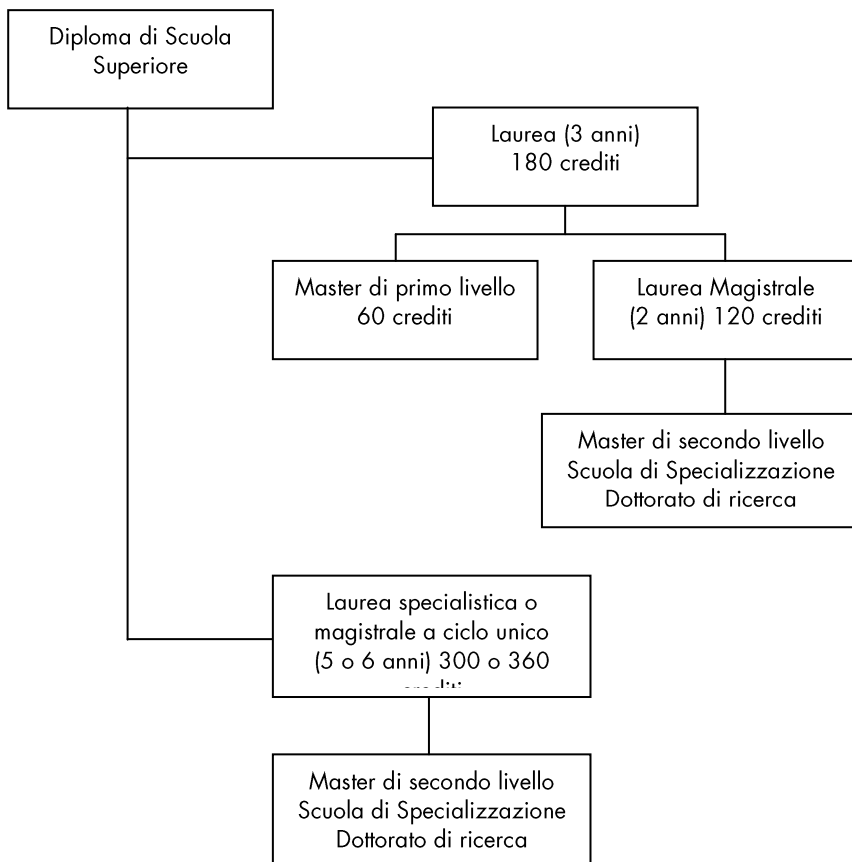 Diploma di Scuola
Superiore
Laurea (3 anni)
180 crediti
Master di primo livello
60 crediti
Laurea Magistrale
(2 anni) 120 crediti
Master di secondo livello
Scuola di Specializzazione
Dottorato di ricerca
Laurea specialistica o
magistrale a ciclo unico
(5 o 6 anni) 300 o 360
crediti
Master di secondo livello
Scuola di Specializzazione
Dottorato di ricerca